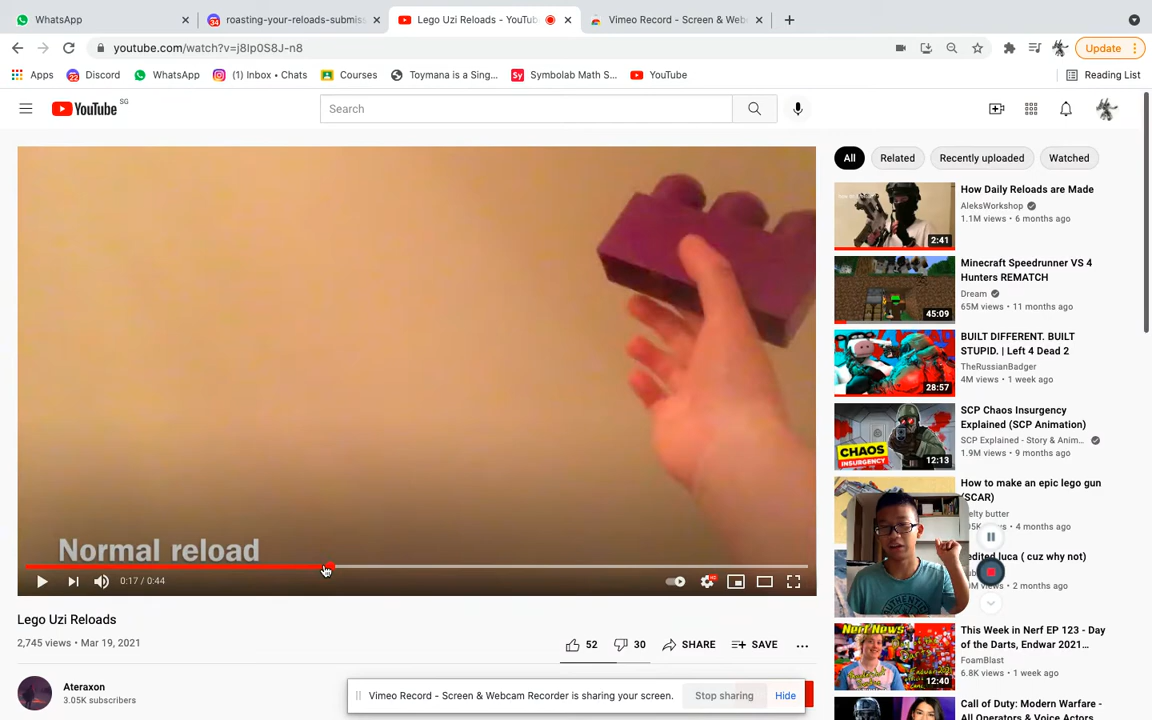 WhatsApp
roasting-your-reloads-submiss
Lego Uzi Reloads - YouTub
Vimeo Record - Screen & Web
youtube.com/watch?v=j8Ip0S8J-n8
Update
Apps
Discord
WhatsApp
(1) Inbox • Chats
Courses
Toymana is a Sing...
Symbolab Math S...
YouTube
Reading List
YouTube SG
Search
All
Related
Recently uploaded
Watched
How Daily Reloads are Made
AleksWorkshop
1.1M views • 6 months ago
2:41
Minecraft Speedrunner VS 4
Hunters REMATCH
Dream
65M views • 11 months ago
45:09
BUILT DIFFERENT. BUILT
STUPID. | Left 4 Dead 2
TheRussianBadger
4M views • 1 week ago
28:57
SCP Chaos Insurgency
Explained (SCP Animation)
SCP Explained - Story & Anim...
1.9M views • 9 months ago
CHAOS
INSURGENCY
12:13
How to make an epic lego gun
(SCAR)
elty butter
4 months ago
edited luca ( cuz why not)
2 months ago
Normal reload
0:17 / 0:44
Lego Uzi Reloads
2,745 views • Mar 19, 2021
52
30
SHARE
SAVE
This Week in Nerf EP 123 - Day
of the Darts, Endwar 2021...
FoamBlast
6.8K views • 1 week ago
Nerf News
12:40
Ateraxon
3.05K subscribers
Vimeo Record - Screen & Webcam Recorder is sharing your screen.
Stop sharing
Hide
Call of Duty: Modern Warfare -
All Operators & Voice Actors